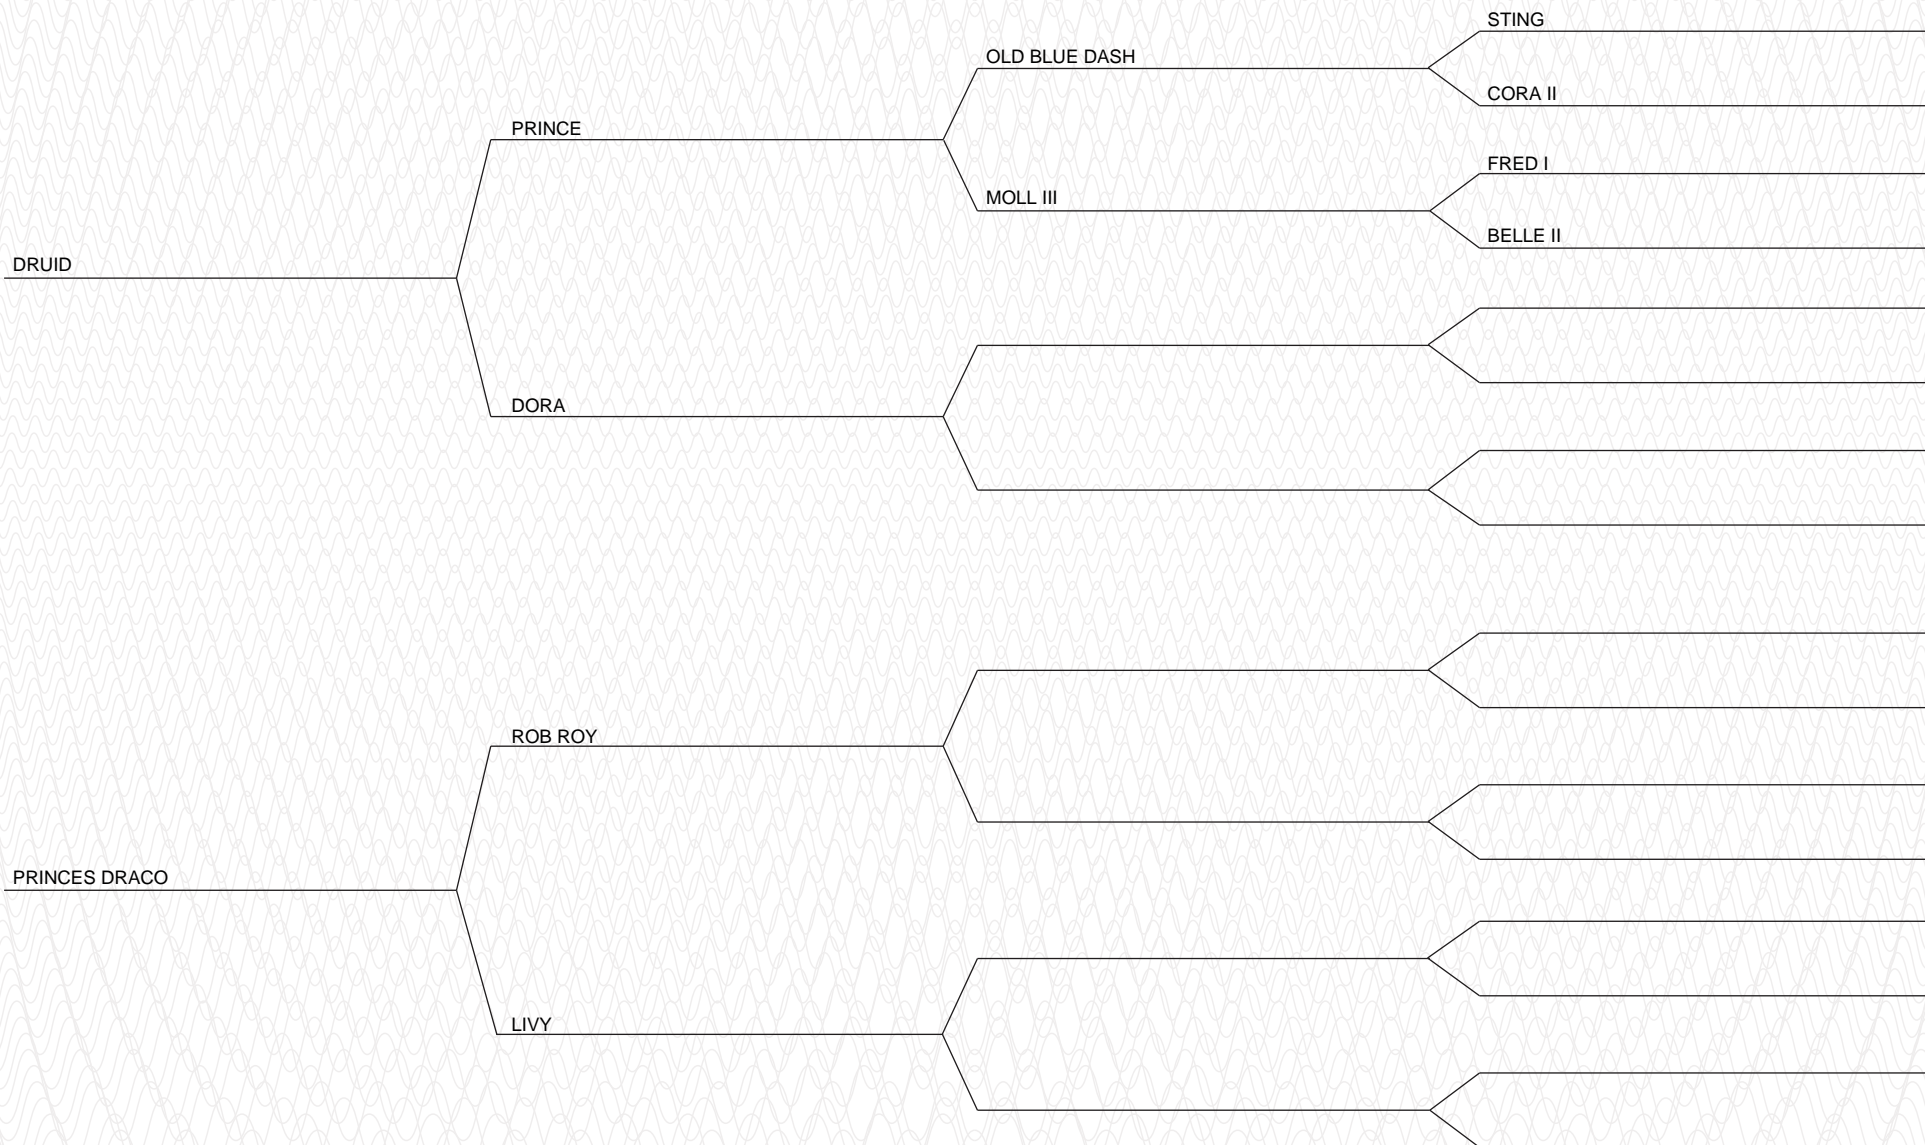 STING
OLD BLUE DASH
CORA II
PRINCE
FRED I
MOLL III
BELLE II
DRUID
DORA
ROB ROY
PRINCES DRACO
LIVY